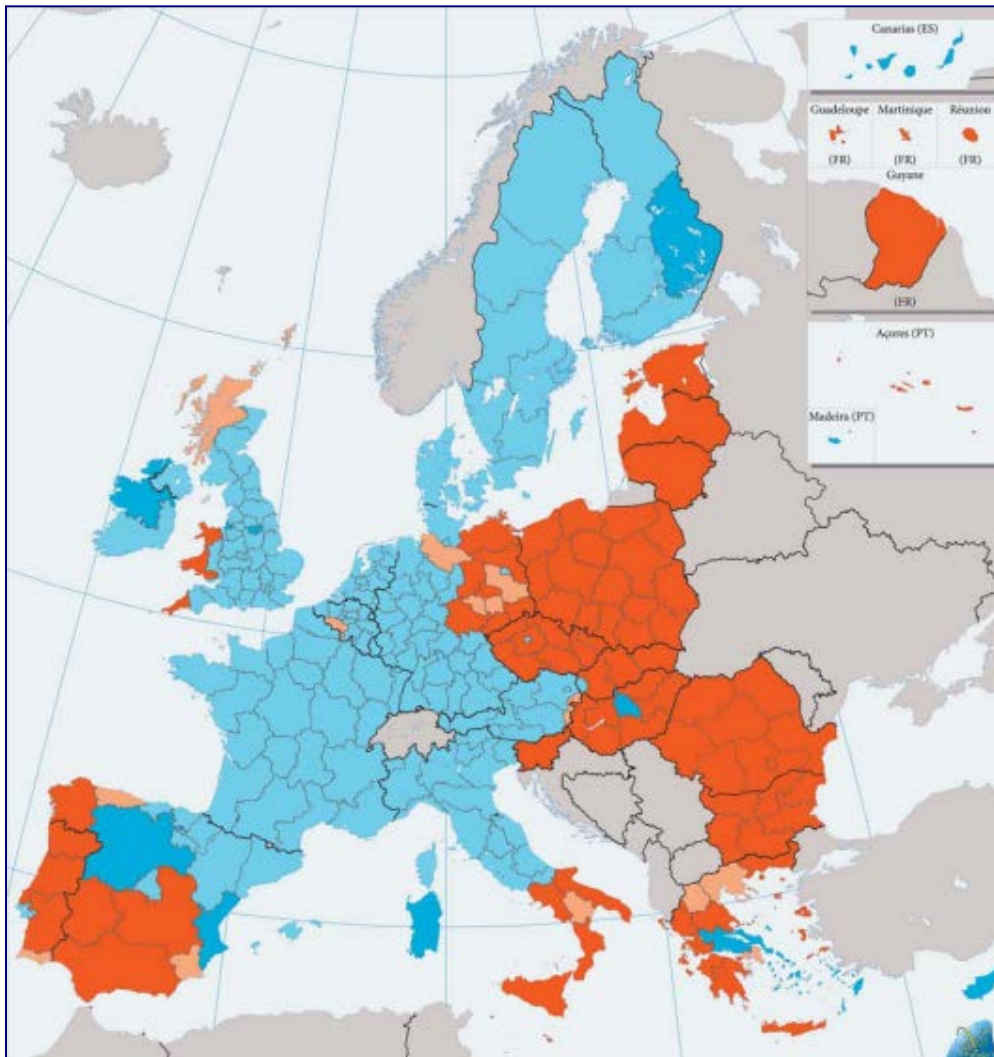 Canarias (ES)
Guadeloupe Martinique Réunion
(FR) (FR) (FR)
Guyane
(FR)
Açores (PT)
Madeira (PT)